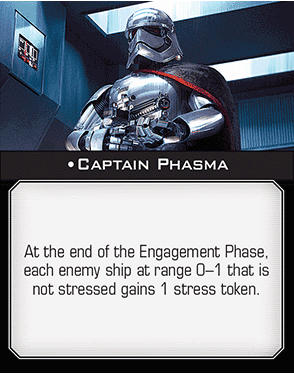 •Captain Phasma
At the end of the Engagement Phase,
each enemy ship at range 0–1 that is
not stressed gains 1 stress token.